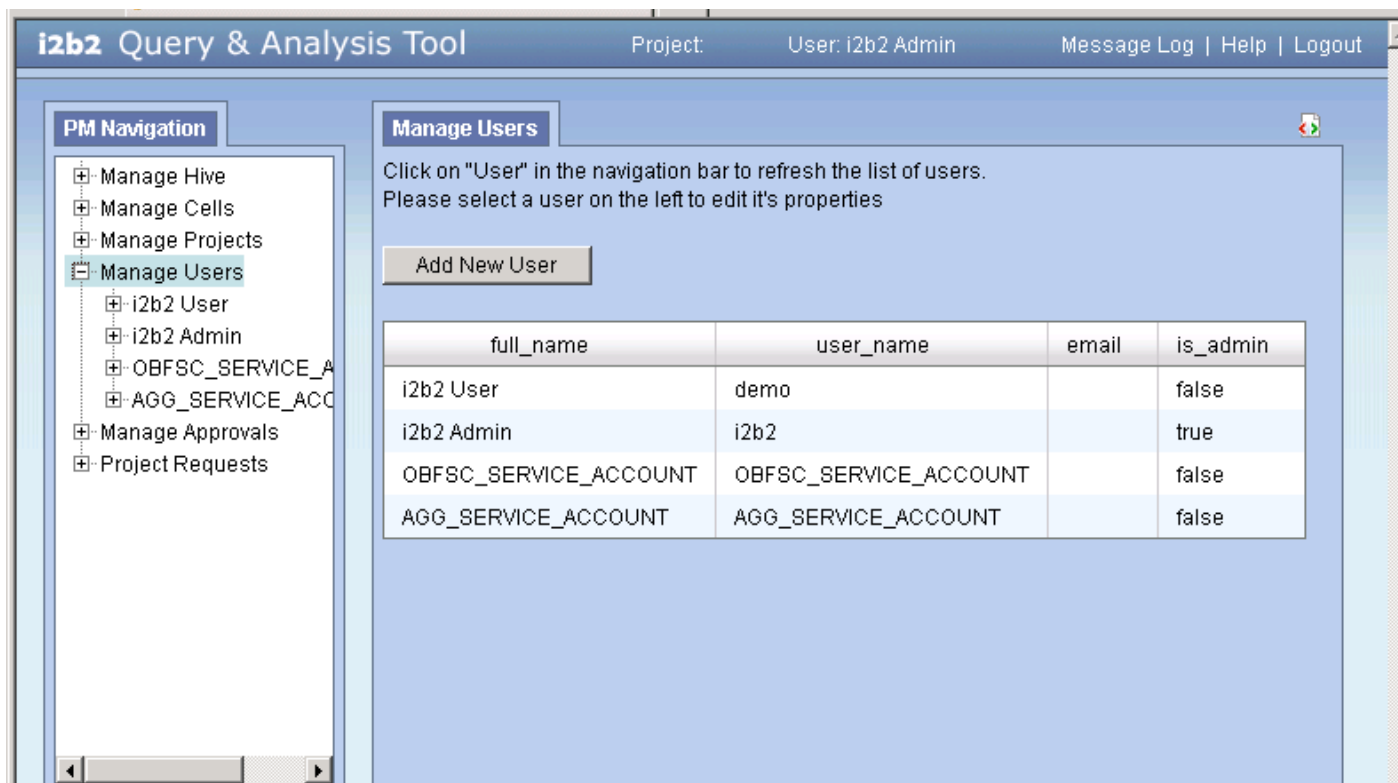 i2b2 Query & Analysis Tool Project: User: i2b2 Admin Message Log | Help | Logout
PM Navigation
Manage Hive
Manage Cells
Manage Projects
Manage Users
i2b2 User
i2b2 Admin
OBFSC_SERVICE_A
AGG_SERVICE_ACC
Manage Approvals
Project Requests
Manage Users
Click on "User" in the navigation bar to refresh the list of users.
Please select a user on the left to edit it's properties
Add New User
full_name user_name email is_admin
i2b2 User demo false
i2b2 Admin i2b2 true
OBFSC_SERVICE_ACCOUNT OBFSC_SERVICE_ACCOUNT false
AGG_SERVICE_ACCOUNT AGG_SERVICE_ACCOUNT false